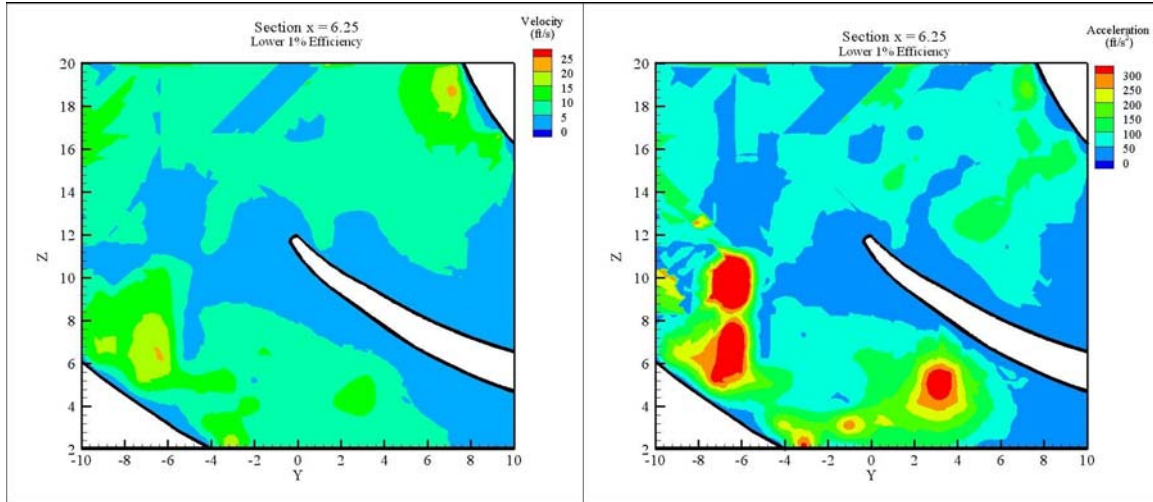 Section x = 6.25
Lower 1% Efficiency
Velocity
(ft/s)
25
20
15
10
5
0
20
18
16
14
12
10
8
6
4
2
Z
-10 -8 -6 -4 -2 0 2 4 6 8 10
Y
Section x = 6.25
Lower 1% Efficiency
Acceleration
(ft/s²)
300
250
200
150
100
50
0
20
18
16
14
12
10
8
6
4
2
Z
-10 -8 -6 -4 -2 0 2 4 6 8 10
Y